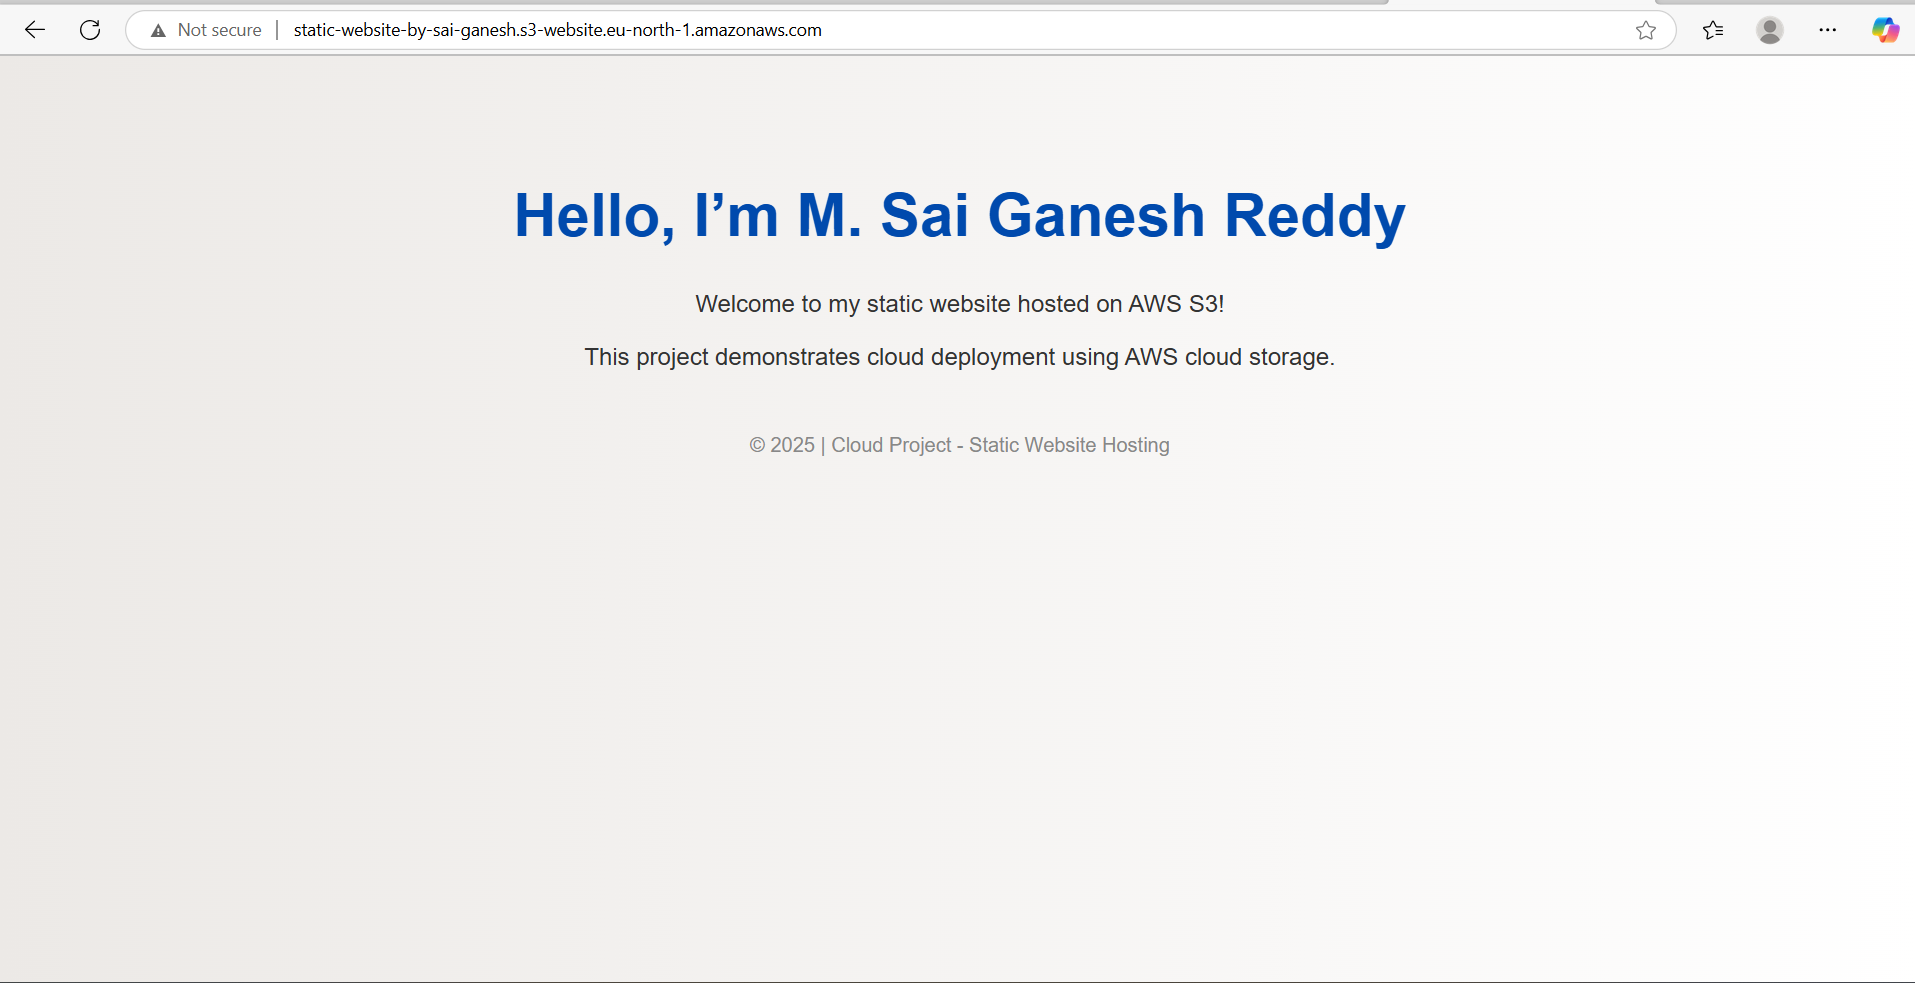 Not secure static-website-by-sai-ganesh.s3-website.eu-north-1.amazonaws.com
Hello, I’m M. Sai Ganesh Reddy
Welcome to my static website hosted on AWS S3!
This project demonstrates cloud deployment using AWS cloud storage.
© 2025 | Cloud Project - Static Website Hosting